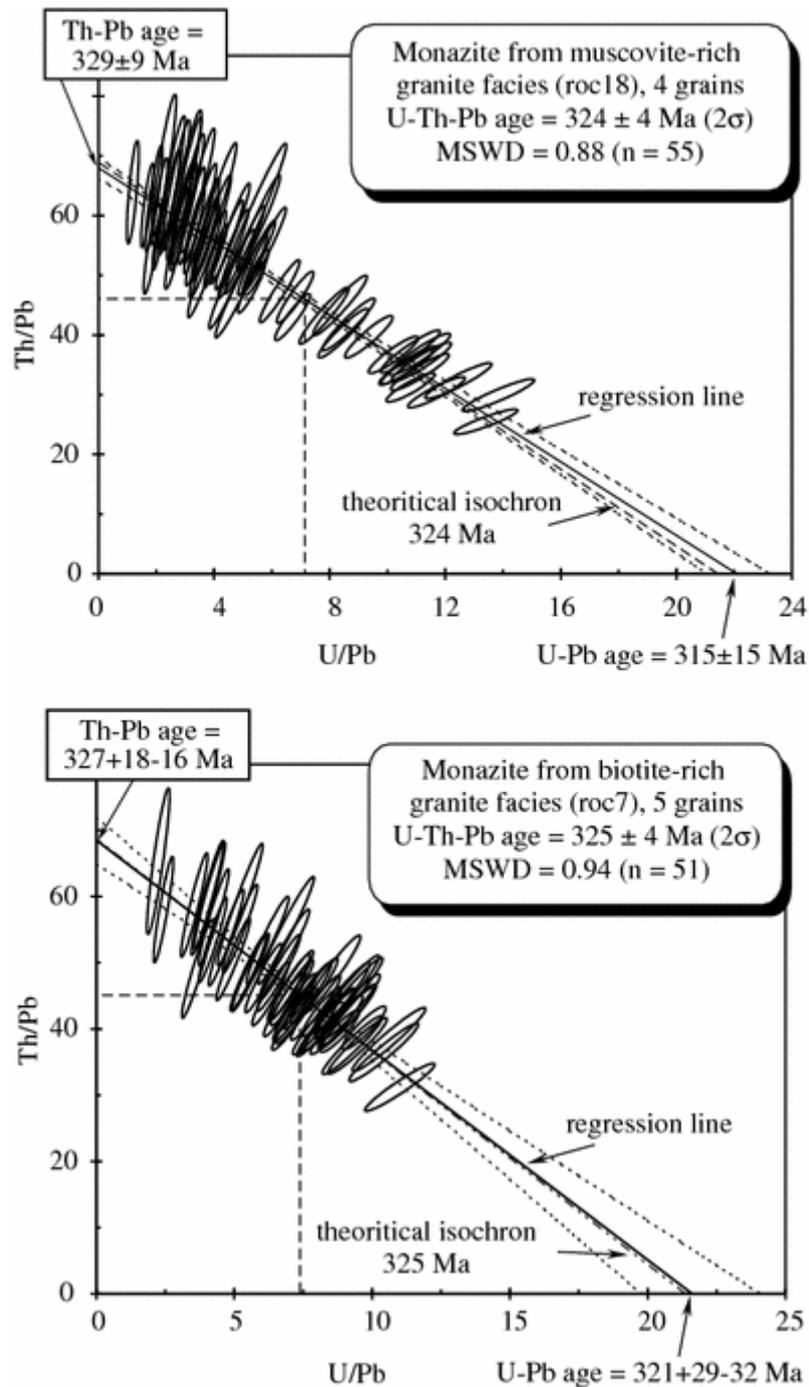 Th-Pb age =
329±9 Ma
Monazite from muscovite-rich
granite facies (roc18), 4 grains
U-Th-Pb age = 324 ± 4 Ma (2σ)
MSWD = 0.88 (n = 55)
60
40
20
0
Th/Pb
regression line
theoritical isochron
324 Ma
0 4 8 12 16 20 24
U/Pb
U-Pb age = 315±15 Ma
Th-Pb age =
327+18-16 Ma
Monazite from biotite-rich
granite facies (roc7), 5 grains
U-Th-Pb age = 325 ± 4 Ma (2σ)
MSWD = 0.94 (n = 51)
60
40
20
0
Th/Pb
regression line
theoritical isochron
325 Ma
0 5 10 15 20 25
U/Pb
U-Pb age = 321+29-32 Ma